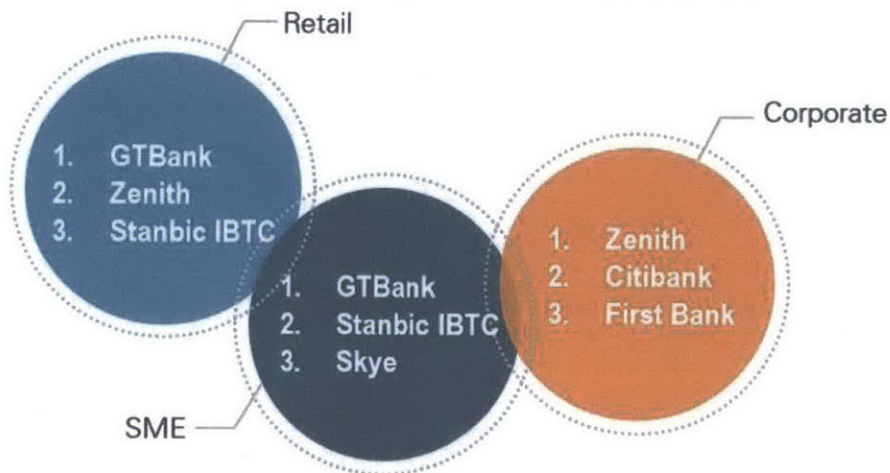 Retail
1. GTBank
2. Zenith
3. Stanbic IBTC
SME
1. GTBank
2. Stanbic IBTC
3. Skye
Corporate
1. Zenith
2. Citibank
3. First Bank